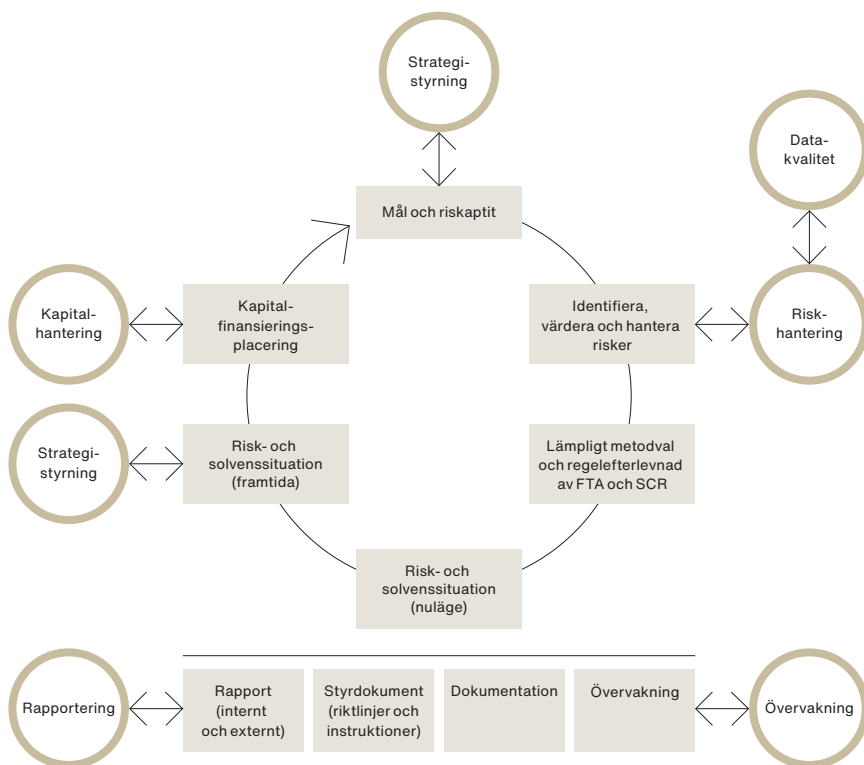 Strategi-
styrning
Data-
kvalitet
Mål och riskaptit
Kapital-
hantering
Kapital-
finansierings-
placering
Identifiera,
värdera och hantera
risker
Risk-
hantering
Strategi-
styrning
Risk- och
solvenssituation
(framtida)
Lämpligt metodval
och regelefterlevnad
av FTA och SCR
Risk- och
solvenssituation
(nuläge)
Rapportering
Rapport
(internt
och externt)
Styrdokument
(riktlinjer och
instruktioner)
Dokumentation
Övervakning
Övervakning